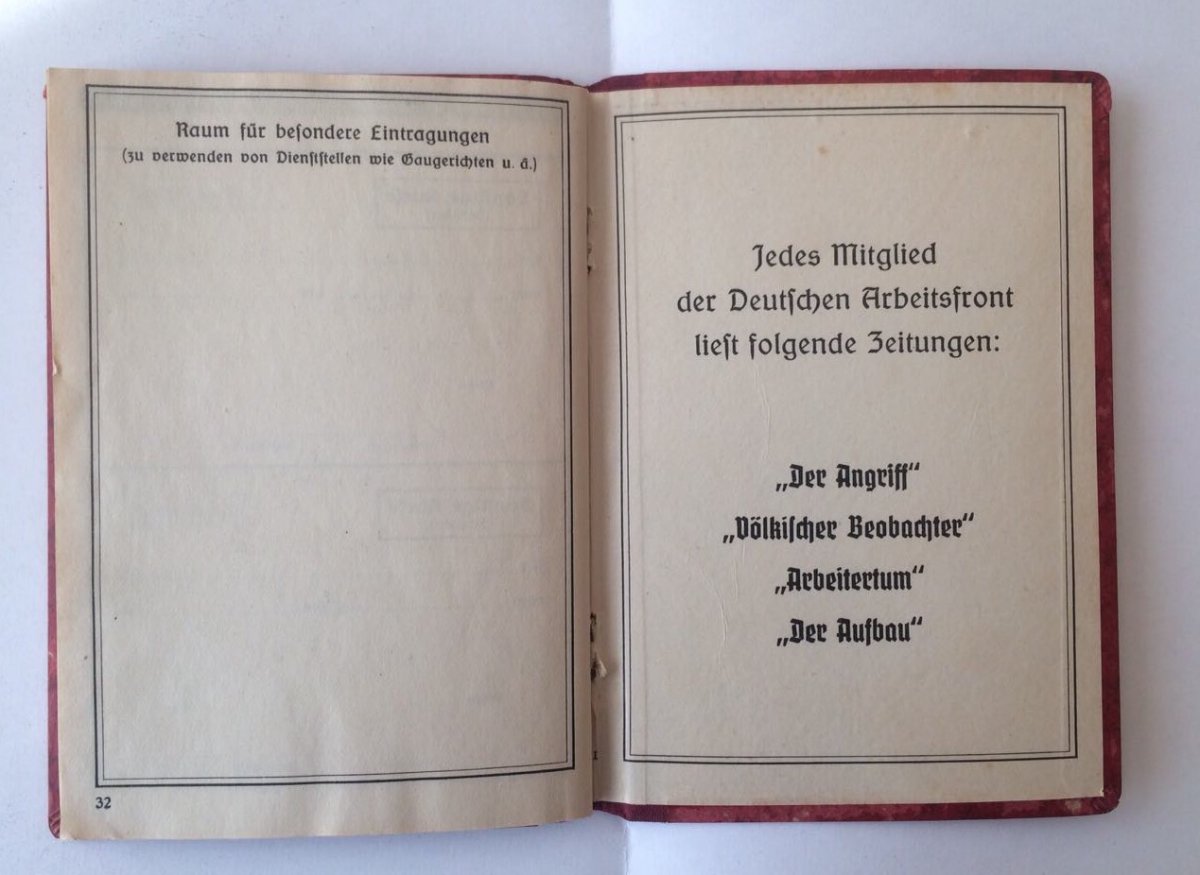 Raum für besondere Eintragungen
(zu verwenden von Dienststellen wie Gaugerichten u. ä.)
32
Jedes Mitglied
der Deutschen Arbeitsfront
liest folgende Zeitungen:
„Der Angriff“
„Völkischer Beobachter“
„Arbeitertum“
„Der Aufbau“